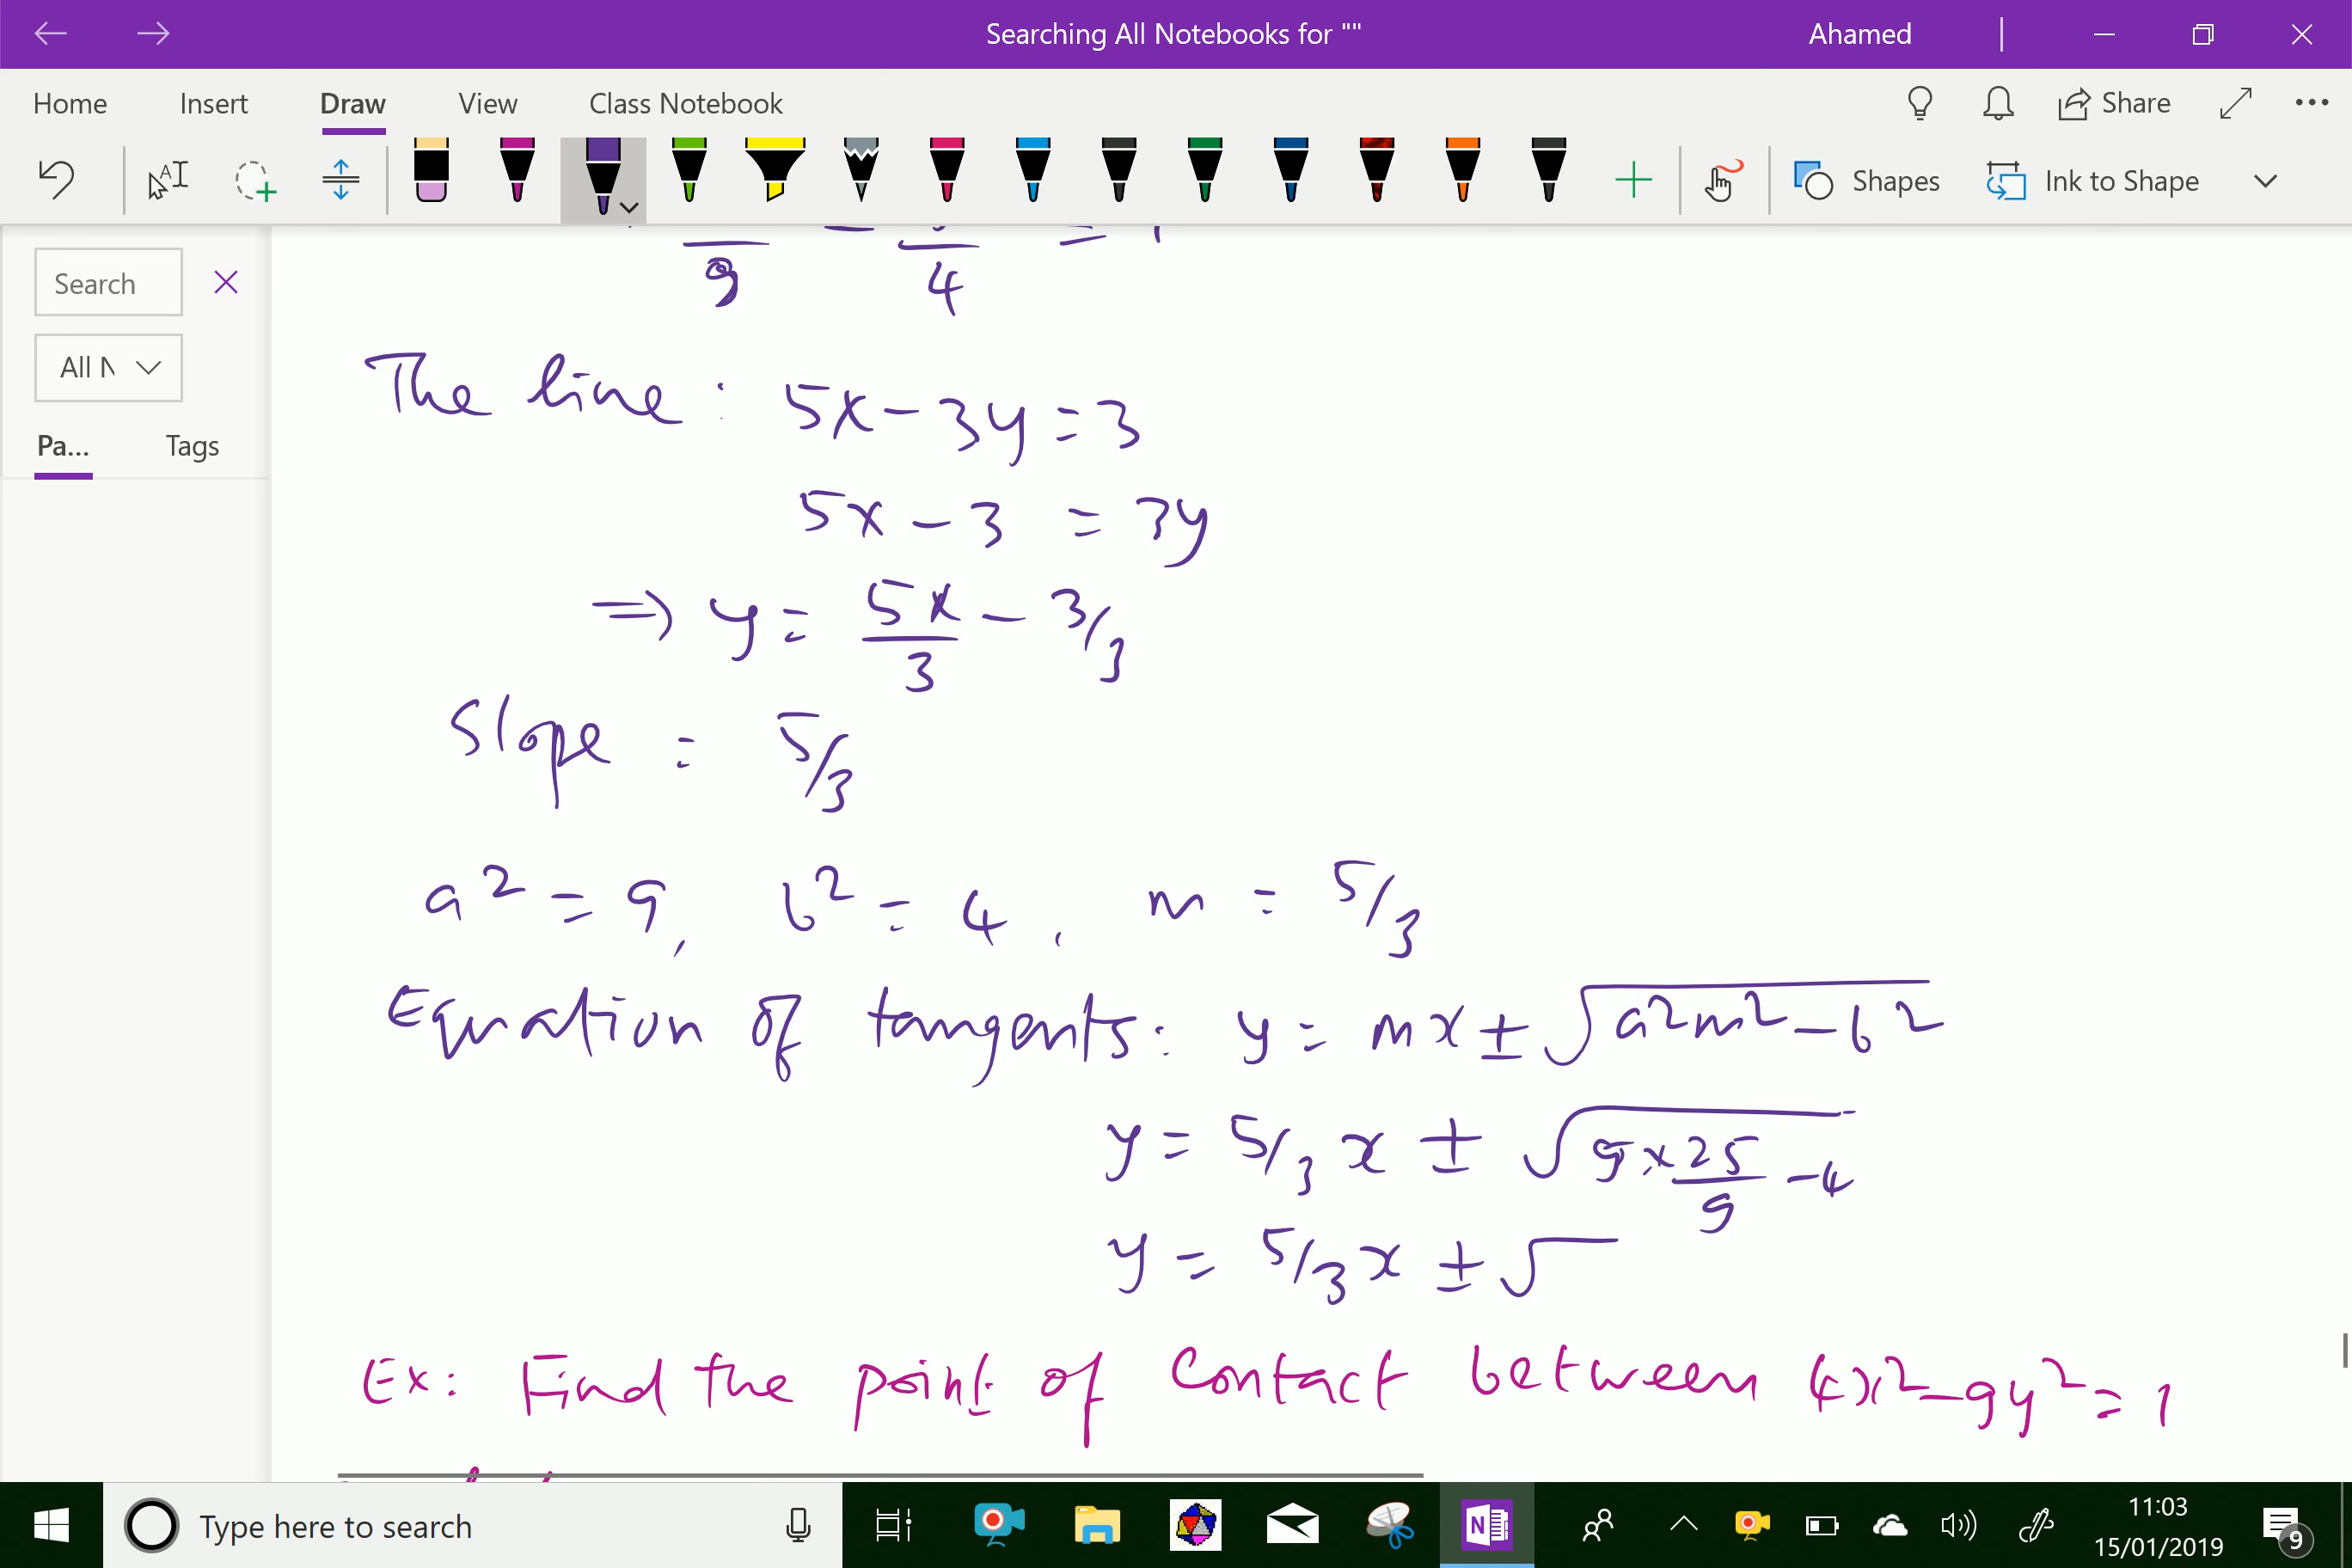 Searching All Notebooks for ""
Ahamed
Home Insert Draw View Class Notebook Share
Shapes Ink to Shape
Search
All N
Pa... Tags
9 4 = 1
The line: 5x - 3y = 3
5x - 3 = 3y
⇒ y = 5x/3 - 3/3
Slope = 5/3
a² = 9, b² = 4, m = 5/3
Equation of tangents: y = mx ± √(a²m² - b²)
y = 5/3 x ± √(9 × 25/9 - 4)
y = 5/3 x ± √
Ex: Find the point of contact between 4x² - 9y² = 1
Type here to search
N
11:03
15/01/2019
9